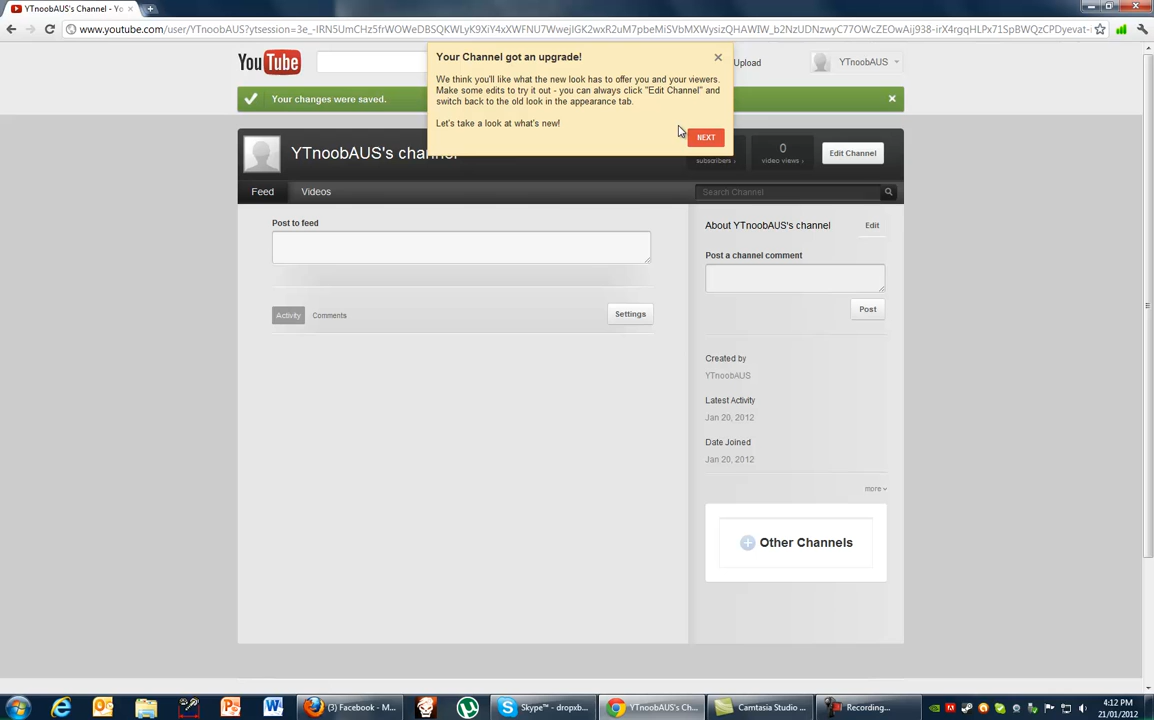 YTnoobAUS's Channel - Yo
www.youtube.com/user/YTnoobAUS?ytsession=3e_-
You Tube
Upload
YTnoobAUS
Your Channel got an upgrade!
We think you'll like what the new look has to offer you and your viewers.
Make some edits to try it out - you can always click "Edit Channel" and
switch back to the old look in the appearance tab.
Let's take a look at what's new!
NEXT
Your changes were saved.
YTnoobAUS's channel
subscribers
0
video views
Edit Channel
Feed
Videos
Search Channel
Post to feed
Activity
Comments
Settings
About YTnoobAUS's channel
Edit
Post a channel comment
Post
Created by
YTnoobAUS
Latest Activity
Jan 20, 2012
Date Joined
Jan 20, 2012
more
Other Channels
(3) Facebook - M...
Skype™ - dropxb...
YTnoobAUS's Ch...
Camtasia Studio ...
Recording...
4:12 PM
21/01/2012